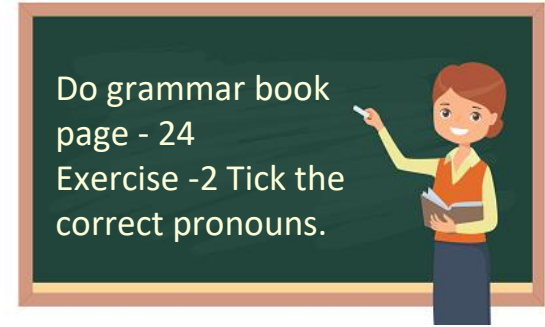 Do grammar book
page - 24
Exercise -2 Tick the
correct pronouns.